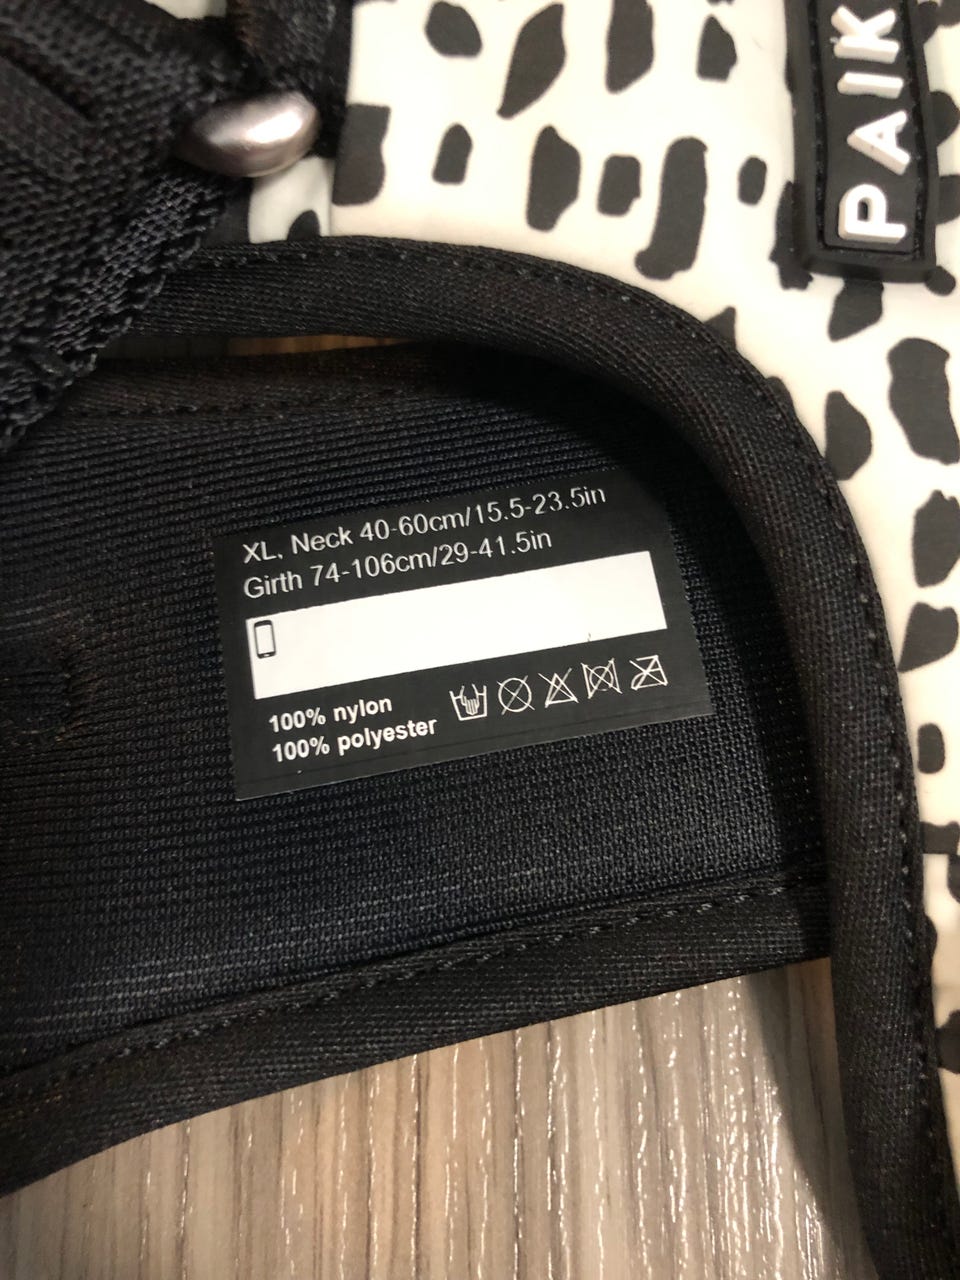 PAIK
XL, Neck 40-60cm/15.5-23.5in
Girth 74-106cm/29-41.5in
100% nylon
100% polyester